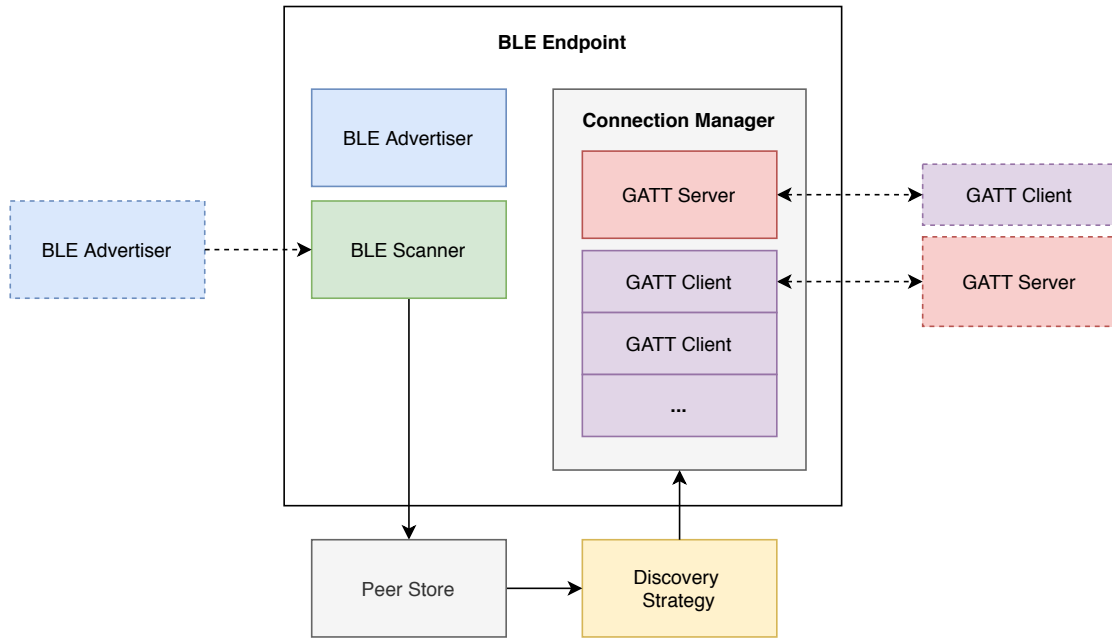 BLE Endpoint
BLE Advertiser
Connection Manager
GATT Server
GATT Client
BLE Advertiser
BLE Scanner
GATT Client
GATT Server
GATT Client
...
Peer Store
Discovery
Strategy